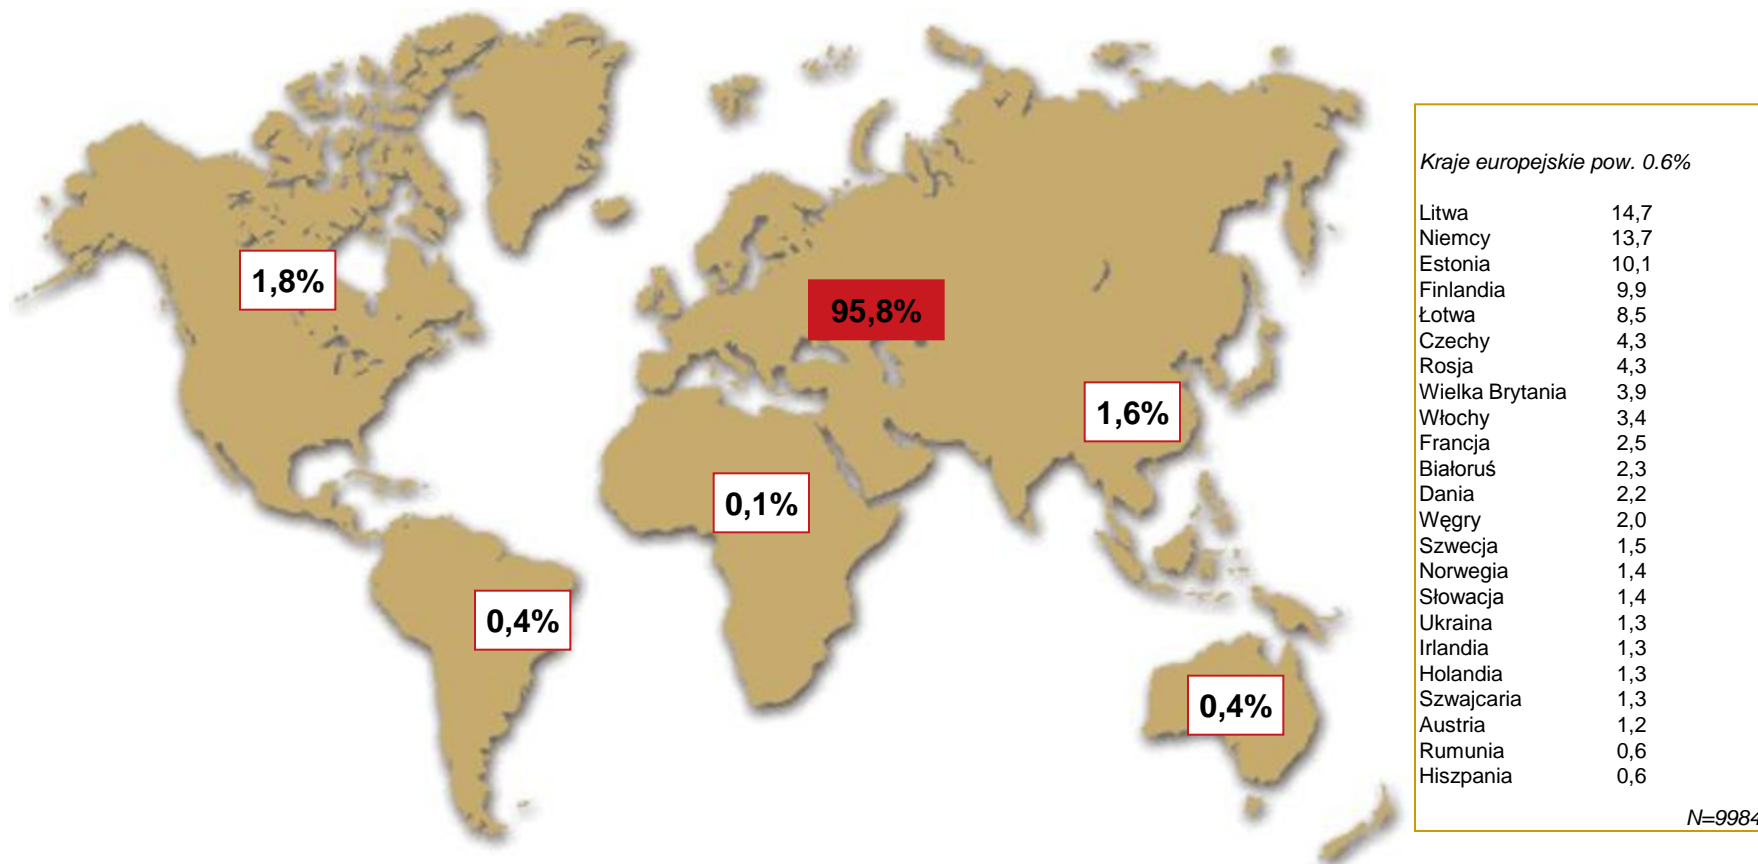 1,8%
95,8%
1,6%
0,1%
0,4%
0,4%
Kraje europejskie pow. 0.6%
Litwa 14,7
Niemcy 13,7
Estonia 10,1
Finlandia 9,9
Łotwa 8,5
Czechy 4,3
Rosja 4,3
Wielka Brytania 3,9
Włochy 3,4
Francja 2,5
Białoruś 2,3
Dania 2,2
Węgry 2,0
Szwecja 1,5
Norwegia 1,4
Słowacja 1,4
Ukraina 1,3
Irlandia 1,3
Holandia 1,3
Szwajcaria 1,3
Austria 1,2
Rumunia 0,6
Hiszpania 0,6
N=9984